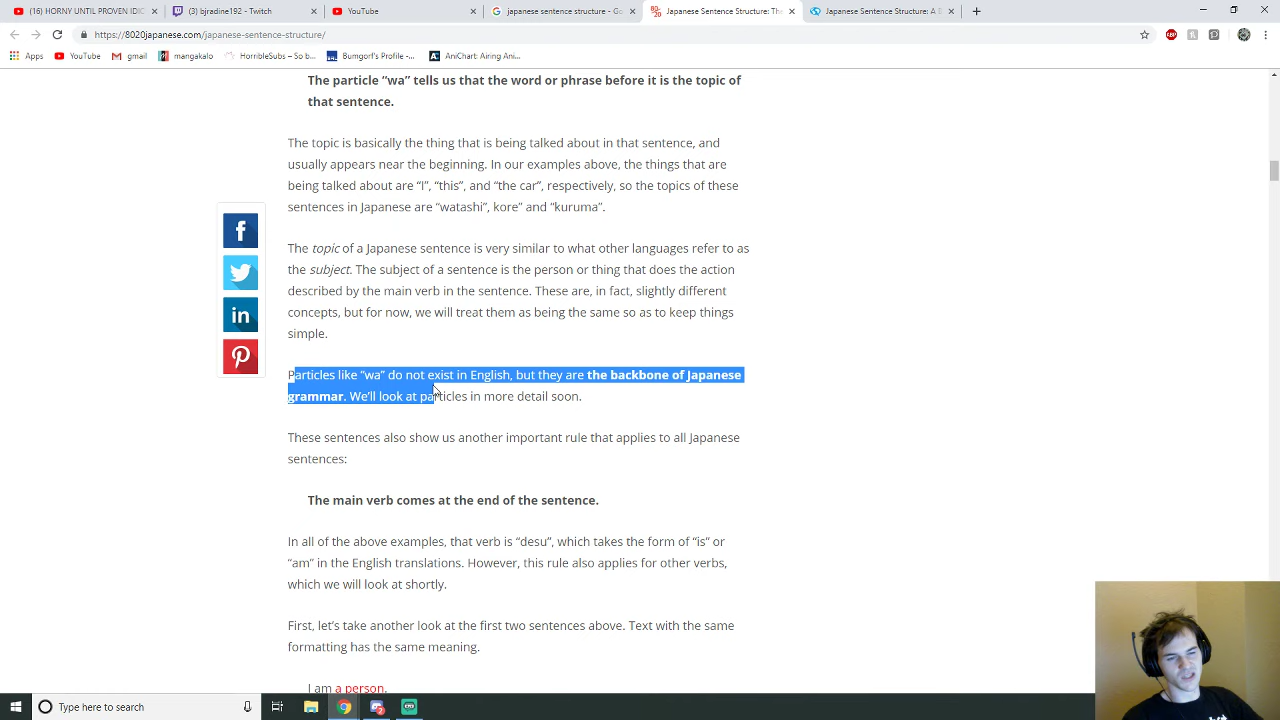 (16) HORNY UNTIL PROVEN IDIC
(3) bjradine192 - Twitch
YouTube
japanese sentence structure - Go
Japanese Sentence Structure: The
Japanese Sentence Structure: A B
https://8020japanese.com/japanese-sentence-structure/
Apps
YouTube
gmail
mangakalo
HorribleSubs – So b...
Bumgorf's Profile -...
AniChart: Airing Ani...
The particle “wa” tells us that the word or phrase before it is the topic of
that sentence.
The topic is basically the thing that is being talked about in that sentence, and
usually appears near the beginning. In our examples above, the things that are
being talked about are “I”, “this”, and “the car”, respectively, so the topics of these
sentences in Japanese are “watashi”, kore” and “kuruma”.
The topic of a Japanese sentence is very similar to what other languages refer to as
the subject. The subject of a sentence is the person or thing that does the action
described by the main verb in the sentence. These are, in fact, slightly different
concepts, but for now, we will treat them as being the same so as to keep things
simple.
Particles like “wa” do not exist in English, but they are the backbone of Japanese
grammar. We’ll look at particles in more detail soon.
These sentences also show us another important rule that applies to all Japanese
sentences:
The main verb comes at the end of the sentence.
In all of the above examples, that verb is “desu”, which takes the form of “is” or
“am” in the English translations. However, this rule also applies for other verbs,
which we will look at shortly.
First, let’s take another look at the first two sentences above. Text with the same
formatting has the same meaning.
I am a person.
Type here to search